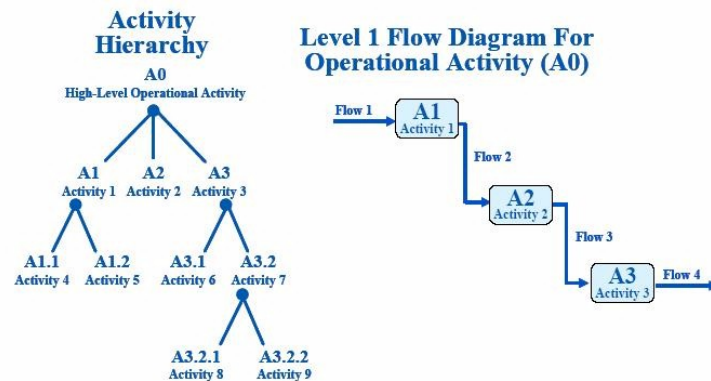 Activity
Hierarchy
A0
High-Level Operational Activity
A1
Activity 1
A2
Activity 2
A3
Activity 3
A1.1
Activity 4
A1.2
Activity 5
A3.1
Activity 6
A3.2
Activity 7
A3.2.1
Activity 8
A3.2.2
Activity 9
Level 1 Flow Diagram For
Operational Activity (A0)
Flow 1
A1
Activity 1
Flow 2
A2
Activity 2
Flow 3
A3
Activity 3
Flow 4